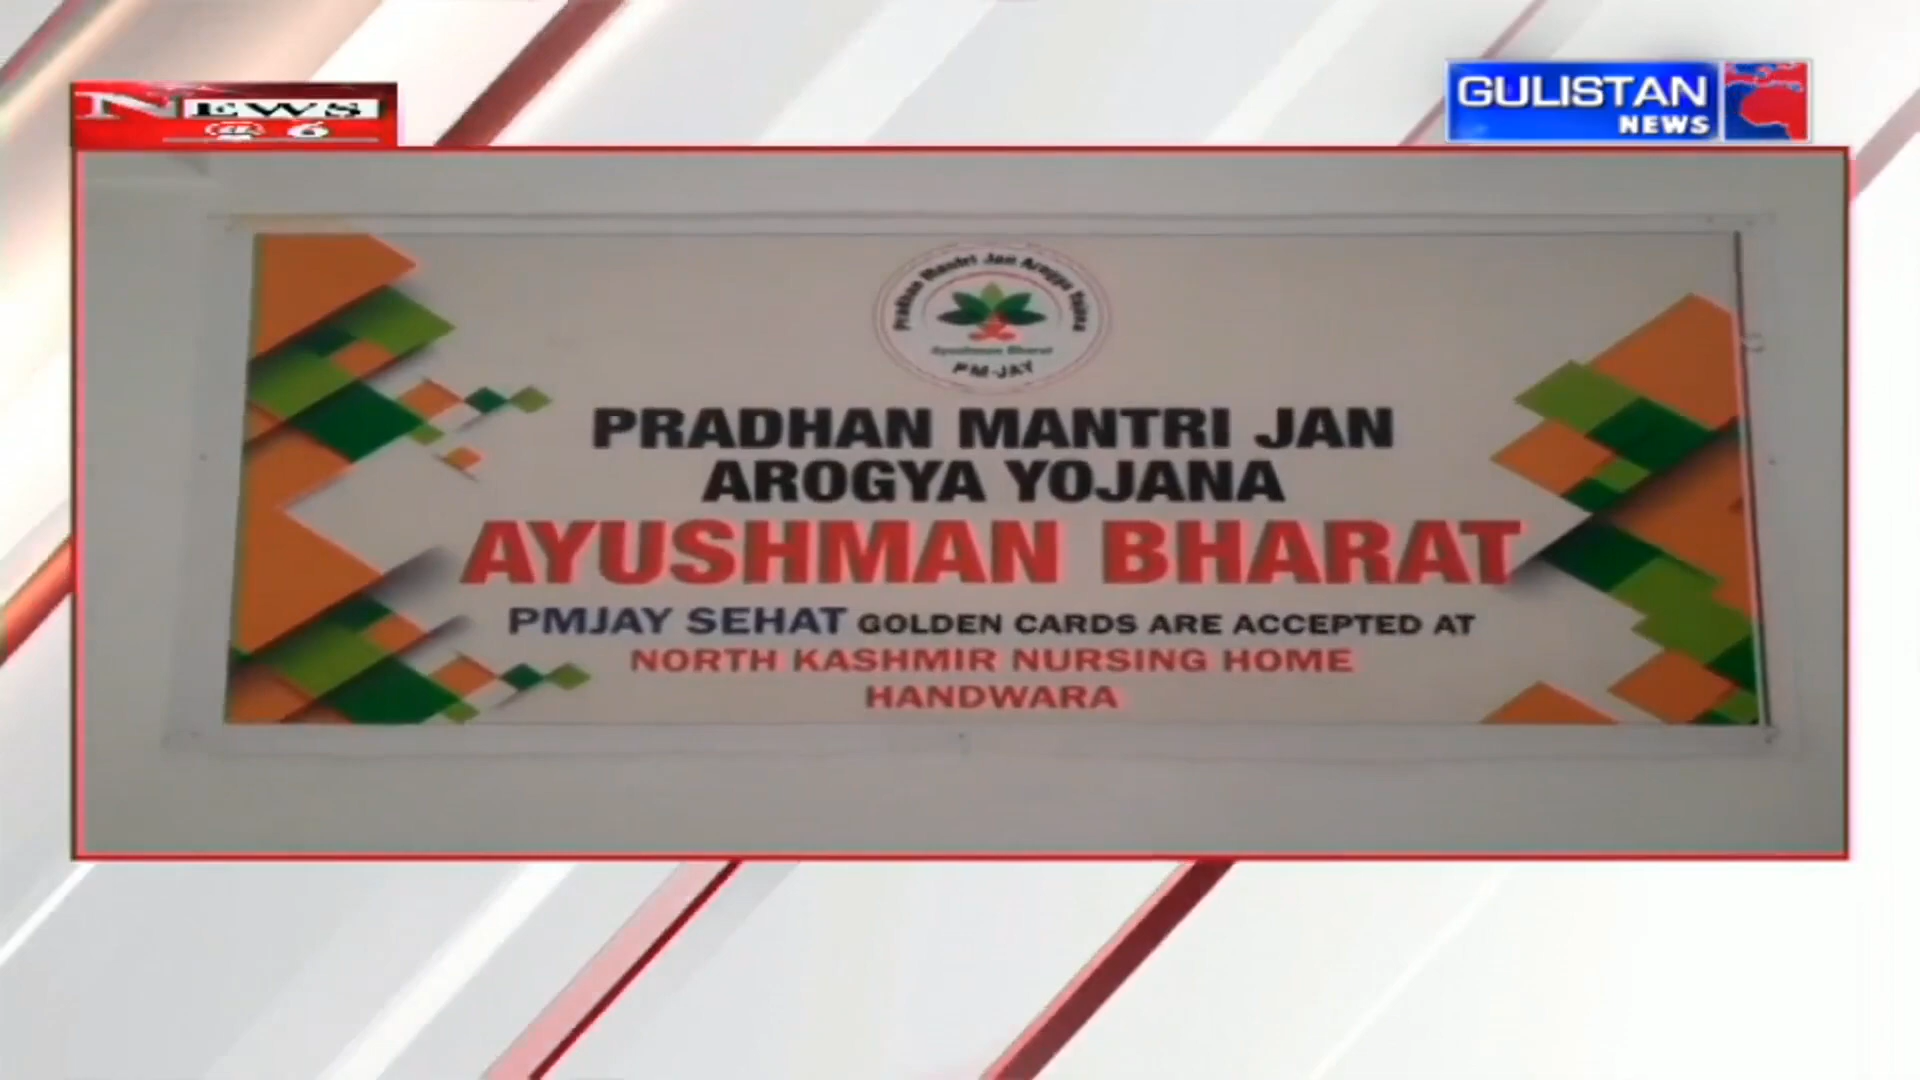 NEWS
@ 6
GULISTAN
NEWS
Pradhan Mantri Jan Arogya Yojana
Ayushman Bharat
PM-JAY
PRADHAN MANTRI JAN
AROGYA YOJANA
AYUSHMAN BHARAT
PMJAY SEHAT GOLDEN CARDS ARE ACCEPTED AT
NORTH KASHMIR NURSING HOME
HANDWARA